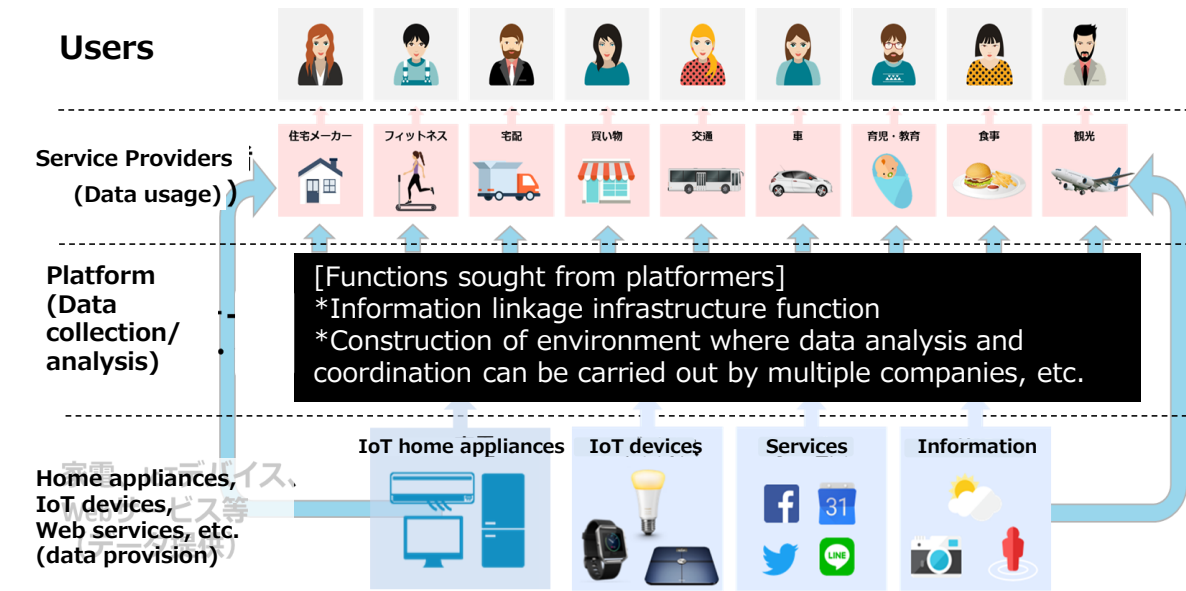 Users
住宅メーカー
フィットネス
宅配
買い物
交通
車
育児・教育
食事
観光
Service Providers
(Data usage)
Platform
(Data
collection/
analysis)
[Functions sought from platformers]
*Information linkage infrastructure function
*Construction of environment where data analysis and
coordination can be carried out by multiple companies, etc.
IoT home appliances
IoT devices
Services
Information
Home appliances,
IoT devices,
Web services, etc.
(data provision)
31
LINE